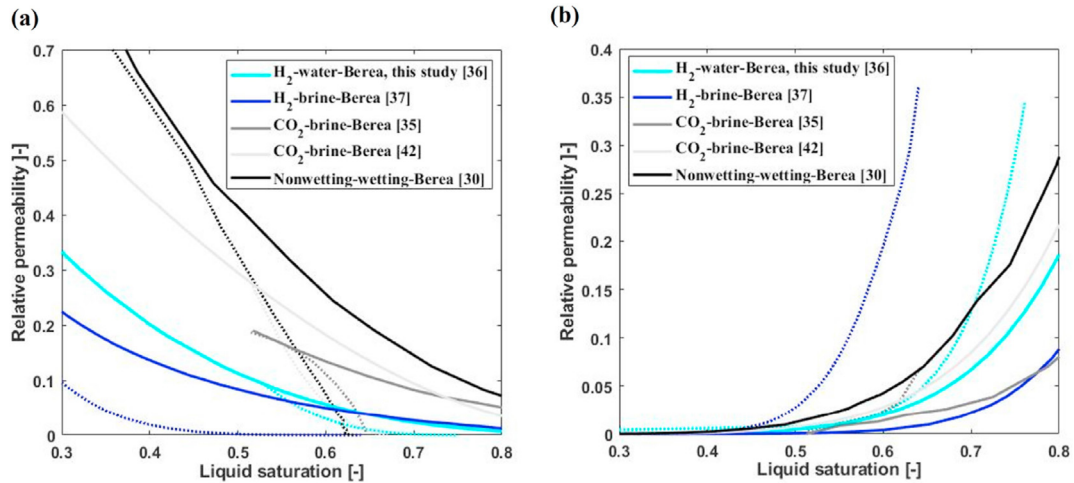 (a)
0.7
0.6
0.5
0.4
0.3
0.2
0.1
0
0.3
0.4
0.5
0.6
0.7
0.8
Relative permeability [-]
Liquid saturation [-]
H2-water-Berea, this study [36]
H2-brine-Berea [37]
CO2-brine-Berea [35]
CO2-brine-Berea [42]
Nonwetting-wetting-Berea [30]
(b)
0.4
0.35
0.3
0.25
0.2
0.15
0.1
0.05
0
0.3
0.4
0.5
0.6
0.7
0.8
Relative permeability [-]
Liquid saturation [-]
H2-water-Berea, this study [36]
H2-brine-Berea [37]
CO2-brine-Berea [35]
CO2-brine-Berea [42]
Nonwetting-wetting-Berea [30]